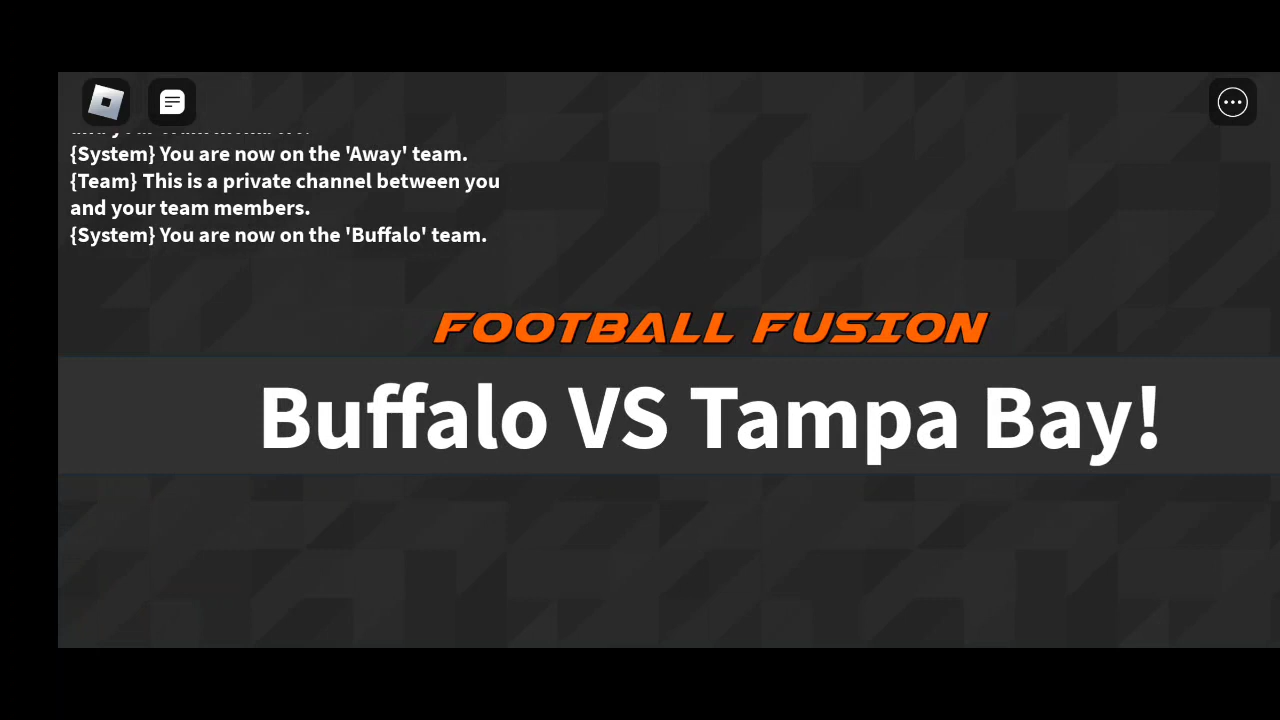 {System} You are now on the 'Away' team.
{Team} This is a private channel between you
and your team members.
{System} You are now on the 'Buffalo' team.
FOOTBALL FUSION
Buffalo VS Tampa Bay!